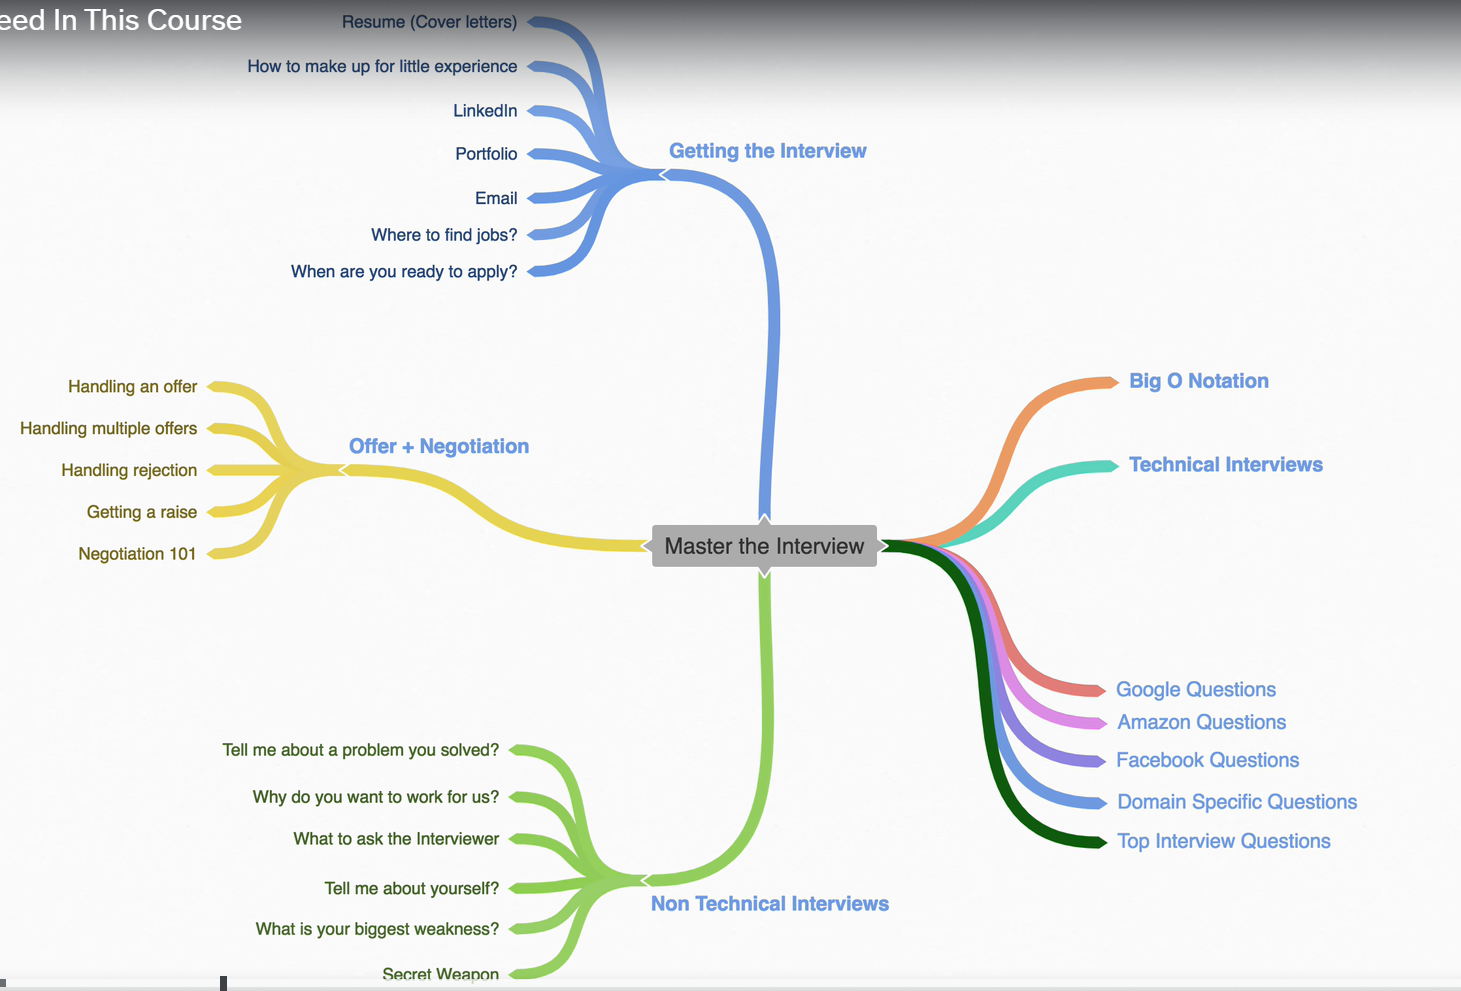 eed In This Course
Resume (Cover letters)
How to make up for little experience
LinkedIn
Portfolio
Email
Where to find jobs?
When are you ready to apply?
Getting the Interview
Handling an offer
Handling multiple offers
Handling rejection
Getting a raise
Negotiation 101
Offer + Negotiation
Master the Interview
Big O Notation
Technical Interviews
Google Questions
Amazon Questions
Facebook Questions
Domain Specific Questions
Top Interview Questions
Tell me about a problem you solved?
Why do you want to work for us?
What to ask the Interviewer
Tell me about yourself?
What is your biggest weakness?
Secret Weapon
Non Technical Interviews